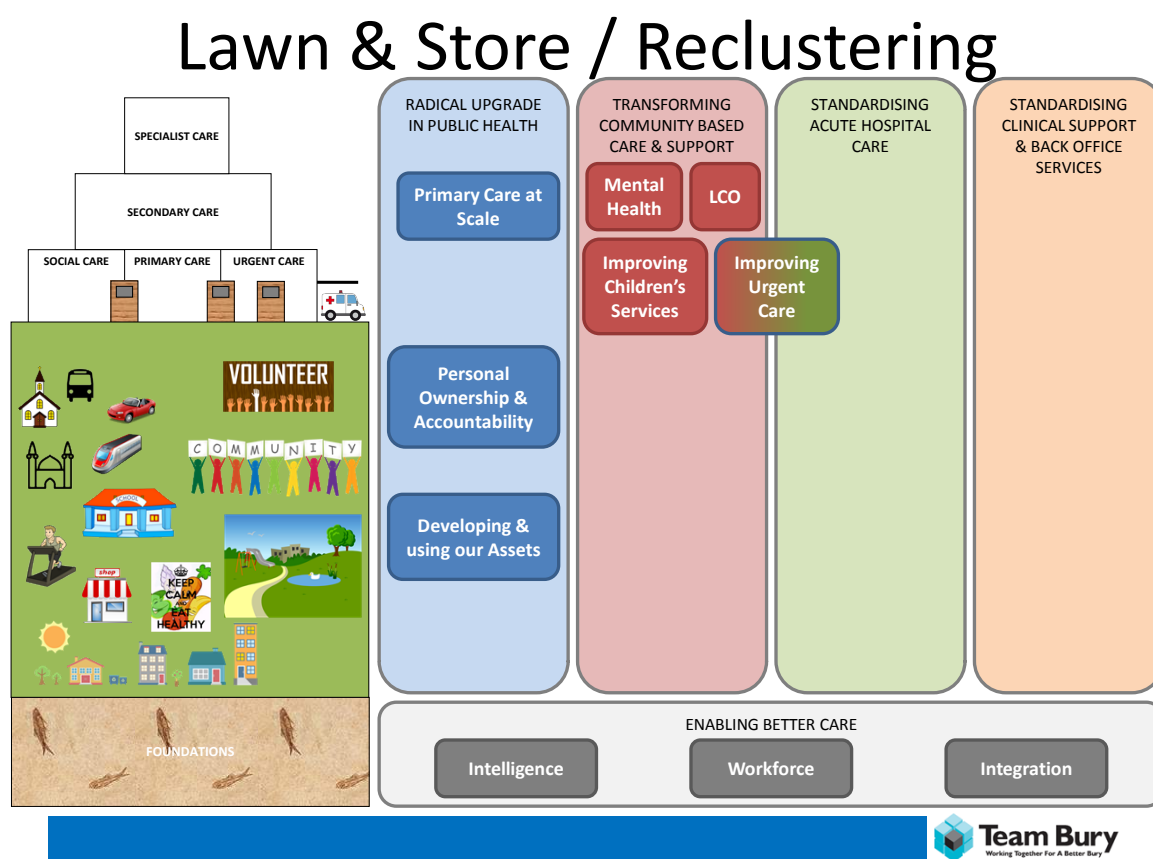 Lawn & Store / Reclustering
SPECIALIST CARE
SECONDARY CARE
SOCIAL CARE
PRIMARY CARE
URGENT CARE
VOLUNTEER
COMMUNITY
SCHOOL
shop
KEEP
CALM
AND
EAT
HEALTHY
FOUNDATIONS
RADICAL UPGRADE
IN PUBLIC HEALTH
Primary Care at
Scale
Personal
Ownership &
Accountability
Developing &
using our Assets
TRANSFORMING
COMMUNITY BASED
CARE & SUPPORT
Mental
Health
LCO
Improving
Children’s
Services
Improving
Urgent
Care
STANDARDISING
ACUTE HOSPITAL
CARE
STANDARDISING
CLINICAL SUPPORT
& BACK OFFICE
SERVICES
ENABLING BETTER CARE
Intelligence
Workforce
Integration
Team Bury
Working Together For A Better Bury